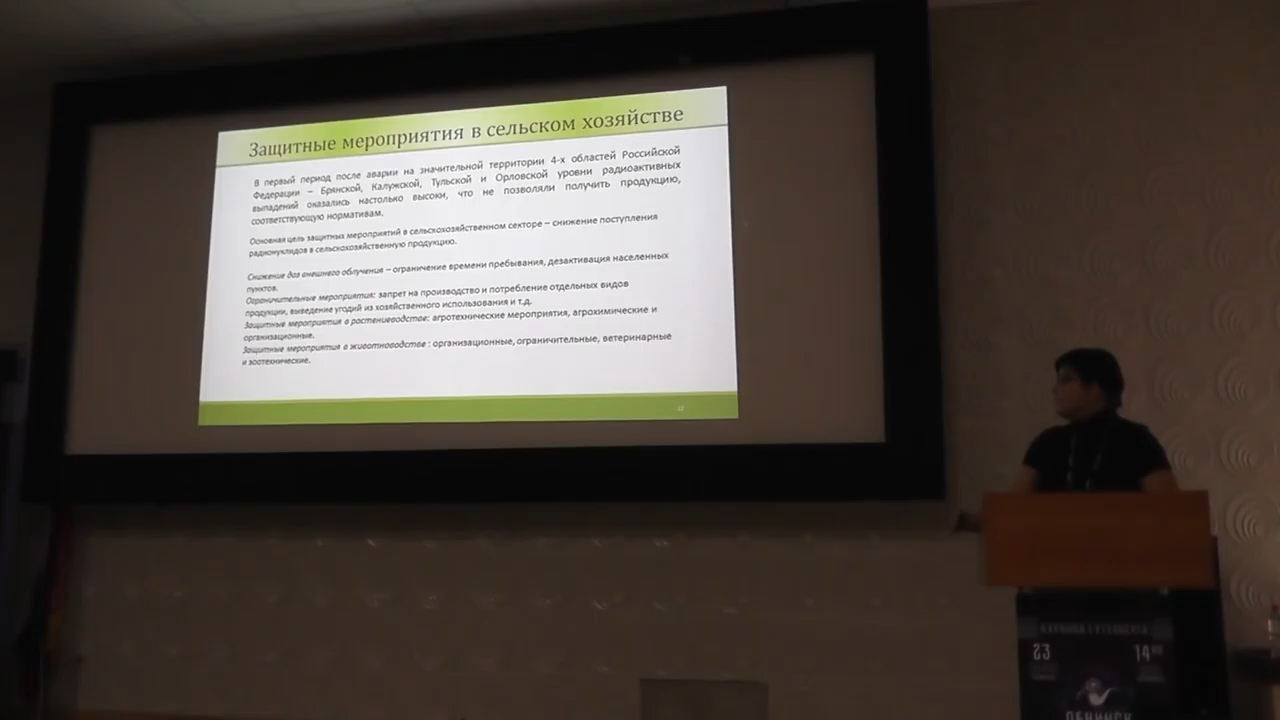 Защитные мероприятия в сельском хозяйстве
В первый период после аварии на значительной территории 4-х областей Российской
Федерации – Брянской, Калужской, Тульской и Орловской уровни радиоактивных
выпадений оказались настолько высоки, что не позволяли получить продукцию,
соответствующую нормативам.
Основная цель защитных мероприятий в сельскохозяйственном секторе – снижение поступления
радионуклидов в сельскохозяйственную продукцию.
Снижение доз внешнего облучения – ограничение времени пребывания, дезактивация населенных
пунктов.
Ограничительные мероприятия: запрет на производство и потребление отдельных видов
продукции, выведение угодий из хозяйственного использования и т.д.
Защитные мероприятия в растениеводстве: агротехнические мероприятия, агрохимические и
организационные.
Защитные мероприятия в животноводстве : организационные, ограничительные, ветеринарные
и зоотехнические.
23
14